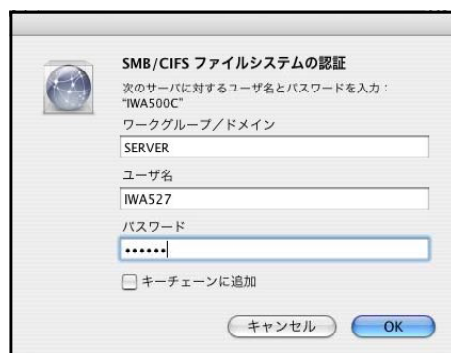 SMB/CIFS ファイルシステムの認証
次のサーバに対するユーザ名とパスワードを入力：
"IWA500C"
ワークグループ／ドメイン
SERVER
ユーザ名
IWA527
パスワード
••••••
キーチェーンに追加
キャンセル
OK